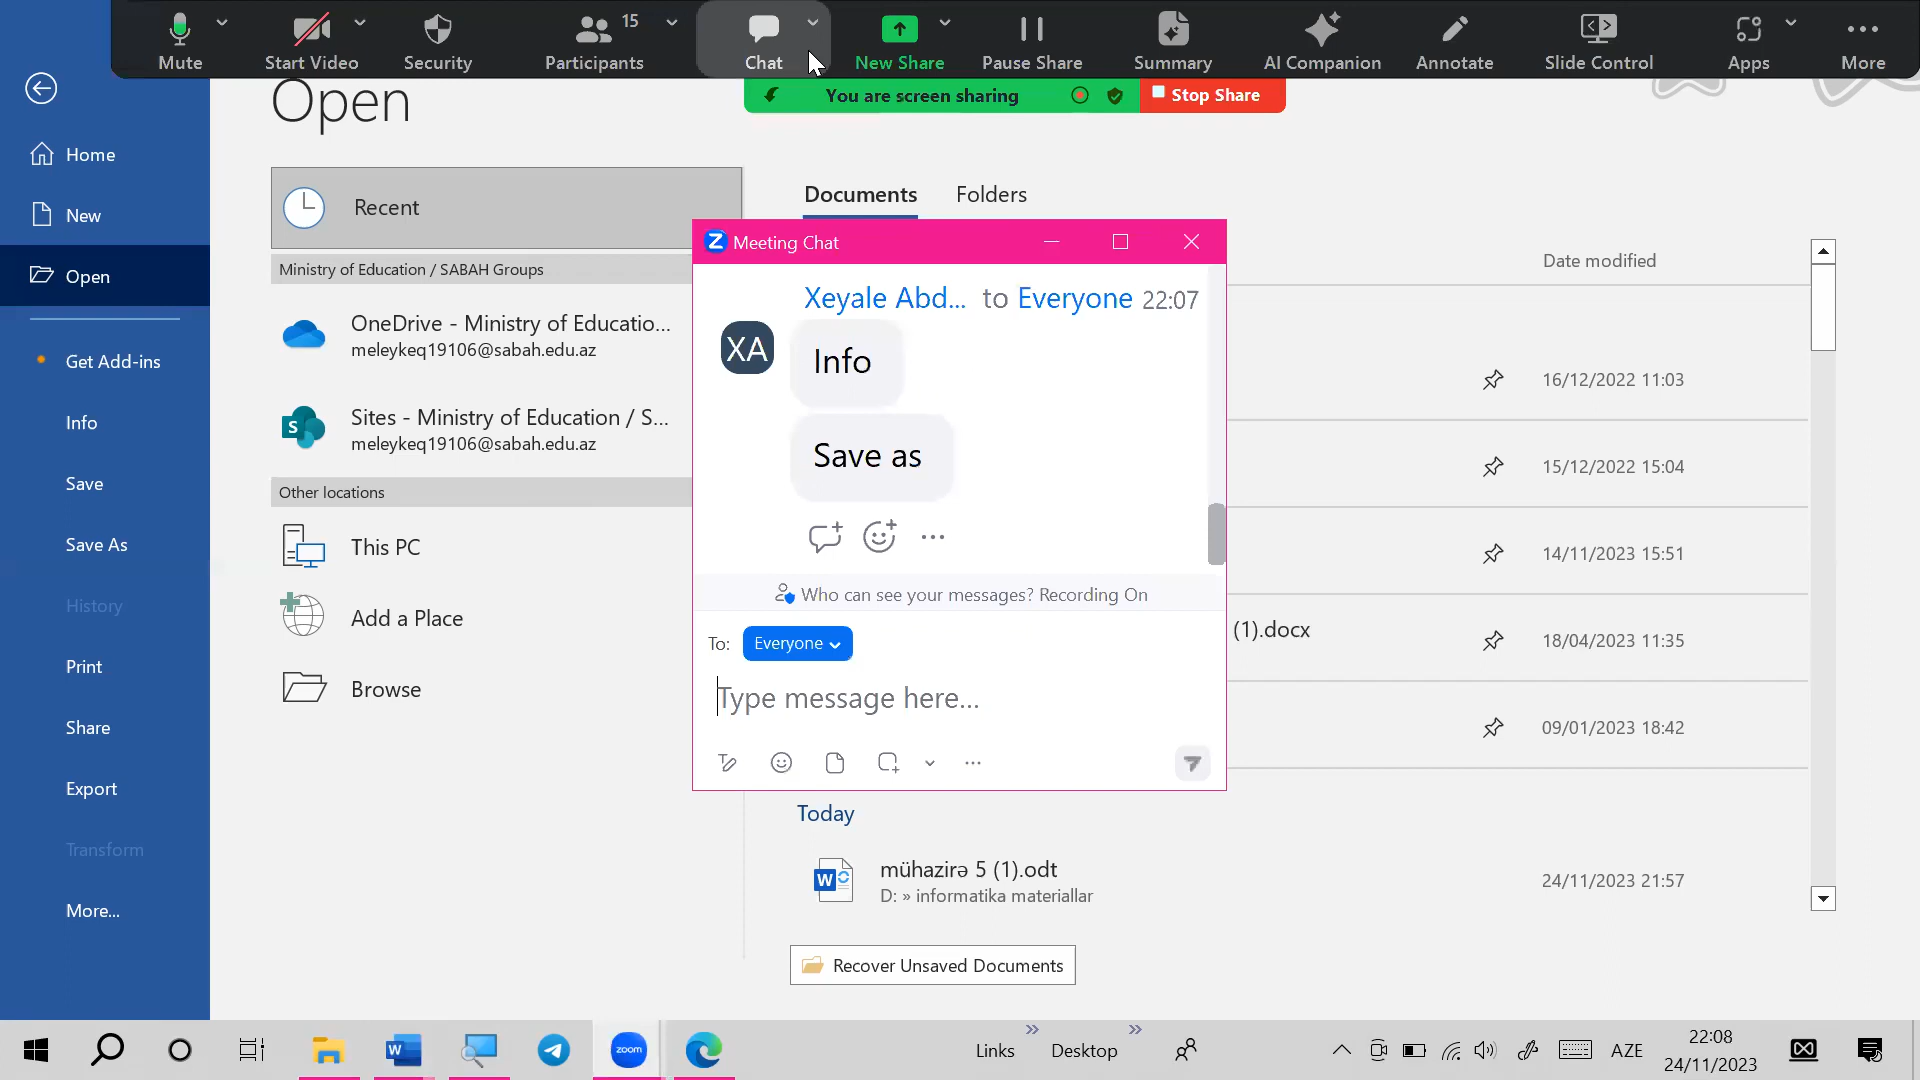 Mute
Start Video
Security
Participants
15
Chat
New Share
Pause Share
Summary
AI Companion
Annotate
Slide Control
Apps
More
You are screen sharing
Stop Share
Open
Home
New
Open
Get Add-ins
Info
Save
Save As
History
Print
Share
Export
Transform
More...
Recent
Ministry of Education / SABAH Groups
OneDrive - Ministry of Educatio...
meleykeq19106@sabah.edu.az
Sites - Ministry of Education / S...
meleykeq19106@sabah.edu.az
Other locations
This PC
Add a Place
Browse
Documents
Folders
Date modified
16/12/2022 11:03
15/12/2022 15:04
14/11/2023 15:51
(1).docx
18/04/2023 11:35
09/01/2023 18:42
Today
mühazirə 5 (1).odt
D: » informatika materiallar
24/11/2023 21:57
Recover Unsaved Documents
Meeting Chat
Xeyale Abd... to Everyone 22:07
XA
Info
Save as
Who can see your messages? Recording On
To: Everyone
Type message here...
zoom
Links
Desktop
AZE
22:08
24/11/2023